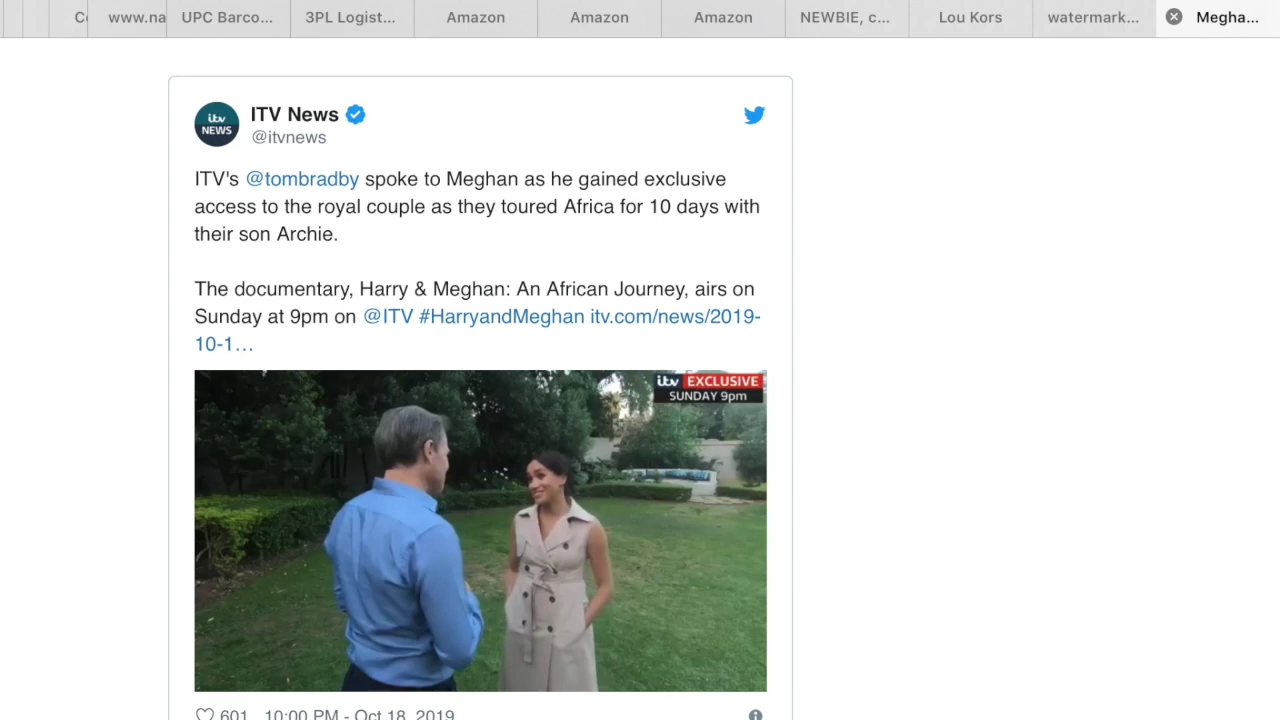 C
www.na
UPC Barco...
3PL Logist...
Amazon
Amazon
Amazon
NEWBIE, c...
Lou Kors
watermark...
Megha...
itv
NEWS
ITV News
@itvnews
ITV's @tombradby spoke to Meghan as he gained exclusive
access to the royal couple as they toured Africa for 10 days with
their son Archie.
The documentary, Harry & Meghan: An African Journey, airs on
Sunday at 9pm on @ITV #HarryandMeghan itv.com/news/2019-
10-1…
itv EXCLUSIVE
SUNDAY 9pm
601 10:00 PM - Oct 18, 2019